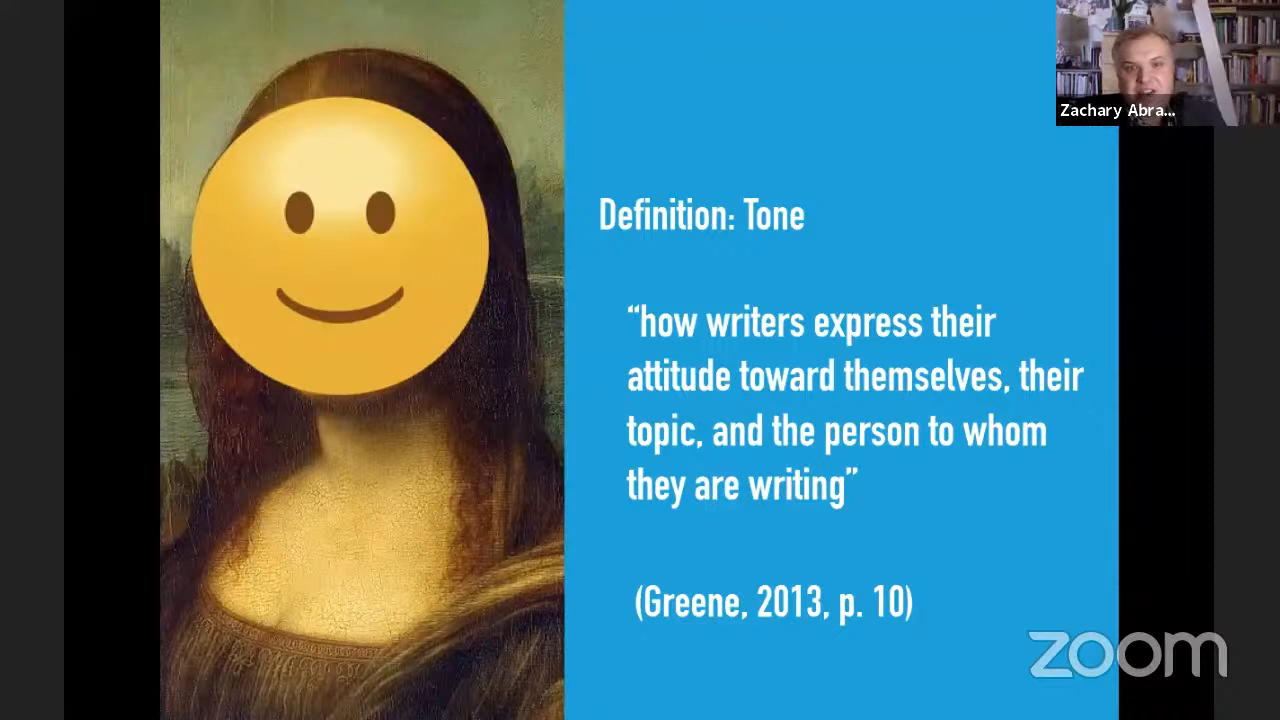 Zachary Abra...
Definition: Tone
“how writers express their
attitude toward themselves, their
topic, and the person to whom
they are writing”
(Greene, 2013, p. 10)
zoom